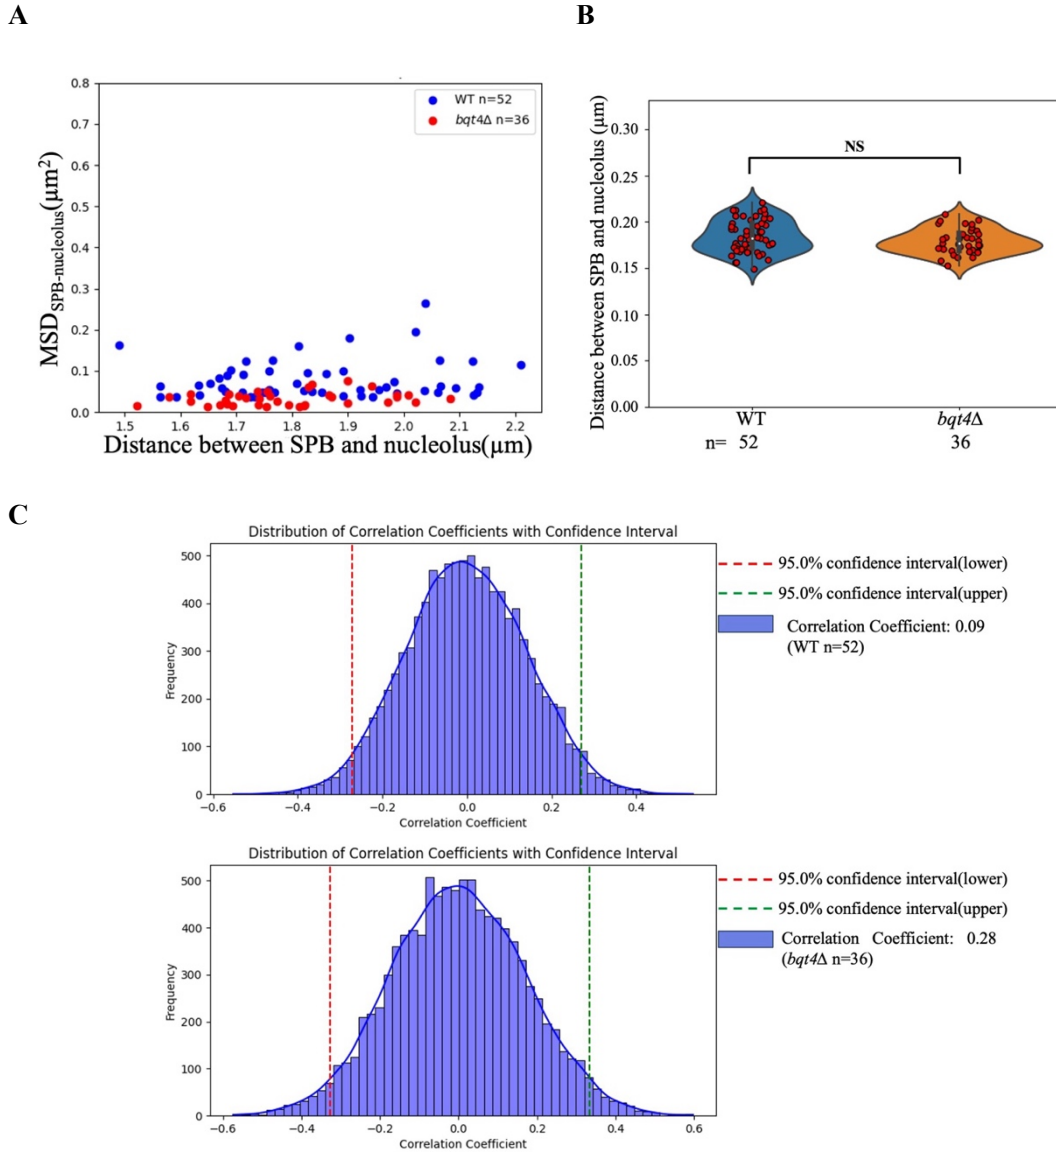 A
B
0.8
0.7
0.6
0.5
0.4
0.3
0.2
0.1
0.0
MSDSPB-nucleolus(μm2)
WT n=52
bqt4Δ n=36
1.5 1.6 1.7 1.8 1.9 2.0 2.1 2.2
Distance between SPB and nucleolus(μm)
Distance between SPB and nucleolus (μm)
0.30
0.25
0.20
0.15
0.10
0.05
0.00
NS
WT bqt4Δ
n= 52 36
C
Distribution of Correlation Coefficients with Confidence Interval
500
400
300
200
100
0
Frequency
−0.6 −0.4 −0.2 0.0 0.2 0.4
Correlation Coefficient
95.0% confidence interval(lower)
95.0% confidence interval(upper)
Correlation Coefficient: 0.09
(WT n=52)
Distribution of Correlation Coefficients with Confidence Interval
500
400
300
200
100
0
Frequency
−0.6 −0.4 −0.2 0.0 0.2 0.4 0.6
Correlation Coefficient
95.0% confidence interval(lower)
95.0% confidence interval(upper)
Correlation Coefficient: 0.28
(bqt4Δ n=36)